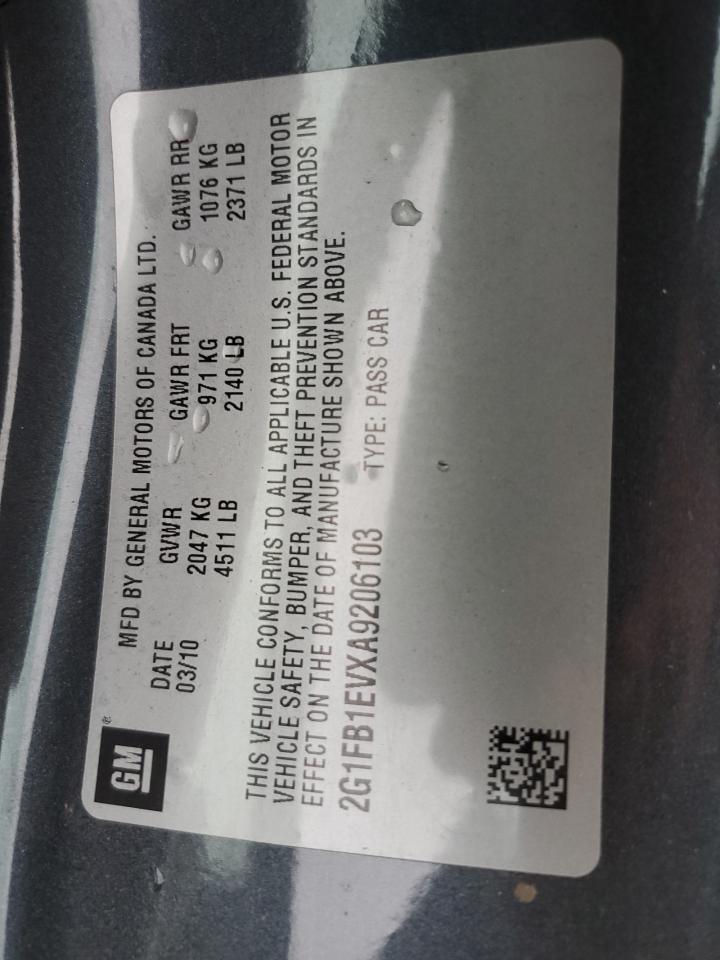 GM®
MFD BY GENERAL MOTORS OF CANADA LTD.
DATE GVWR GAWR FRT GAWR RR
03/10 2047 KG 971 KG 1076 KG
4511 LB 2140 LB 2371 LB
THIS VEHICLE CONFORMS TO ALL APPLICABLE U.S. FEDERAL MOTOR
VEHICLE SAFETY, BUMPER, AND THEFT PREVENTION STANDARDS IN
EFFECT ON THE DATE OF MANUFACTURE SHOWN ABOVE.
2G1FB1EVXA9206103 TYPE: PASS CAR